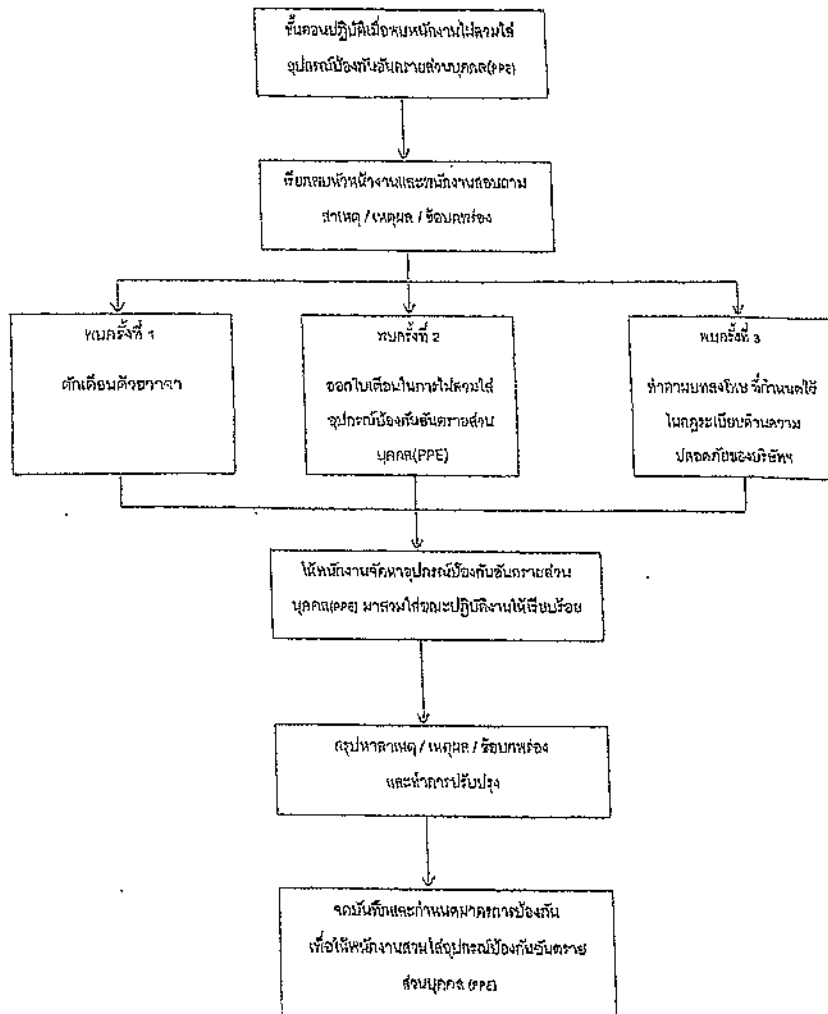 ขั้นตอนปฏิบัติเมื่อพบพนักงานไม่สวมใส่
อุปกรณ์ป้องกันอันตรายส่วนบุคคล(PPE)
เรียกพบหัวหน้างานและพนักงานสอบถาม
สาเหตุ / เหตุผล / ข้อบกพร่อง
พบครั้งที่ 1
ตักเตือนด้วยวาจา
พบครั้งที่ 2
ออกใบเตือนในการไม่สวมใส่
อุปกรณ์ป้องกันอันตรายส่วน
บุคคล(PPE)
พบครั้งที่ 3
ทำตามบทลงโทษ ที่กำหนดไว้
ในกฎระเบียบด้านความ
ปลอดภัยของบริษัทฯ
ให้พนักงานจัดหาอุปกรณ์ป้องกันอันตรายส่วน
บุคคล(PPE) มาสวมใส่ขณะปฏิบัติงานให้เรียบร้อย
สรุปหาสาเหตุ / เหตุผล / ข้อบกพร่อง
และทำการปรับปรุง
จดบันทึกและกำหนดมาตรการป้องกัน
เพื่อให้พนักงานสวมใส่อุปกรณ์ป้องกันอันตราย
ส่วนบุคคล (PPE)